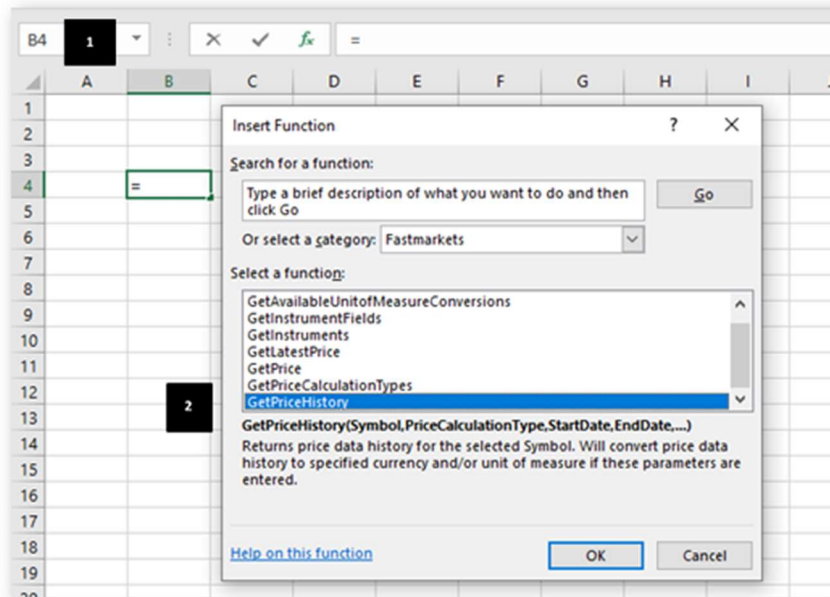 B4 1 fx =
A B C D E F G H I
1
2
3
4 =
5
6
7
8
9
10
11
12
13
14
15
16
17
18
19
Insert Function ? X
Search for a function:
Type a brief description of what you want to do and then
click Go
Go
Or select a category: Fastmarkets
Select a function:
GetAvailableUnitofMeasureConversions
GetInstrumentFields
GetInstruments
GetLatestPrice
GetPrice
GetPriceCalculationTypes
2
GetPriceHistory
GetPriceHistory(Symbol,PriceCalculationType,StartDate,EndDate,...)
Returns price data history for the selected Symbol. Will convert price data
history to specified currency and/or unit of measure if these parameters are
entered.
Help on this function
OK Cancel